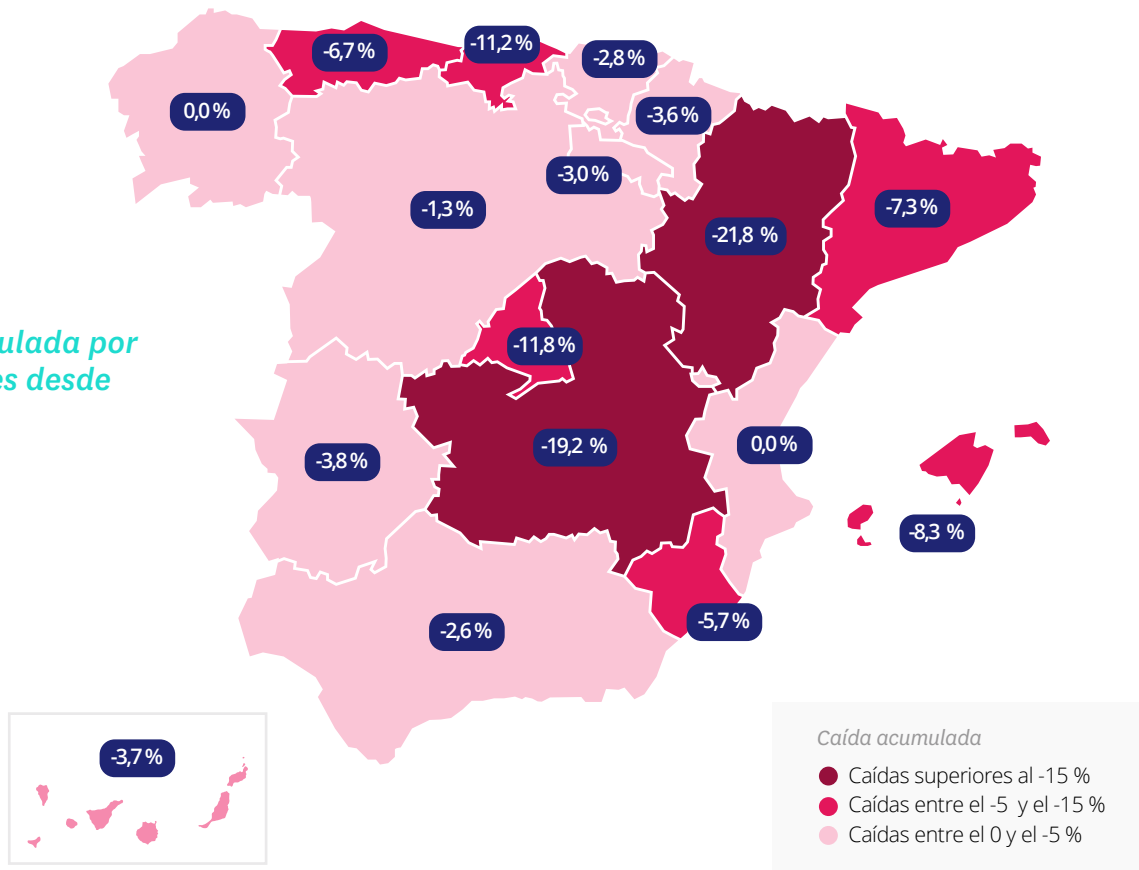 -6,7 %
-11,2 %
-2,8 %
0,0 %
-3,6 %
-3,0 %
-1,3 %
-7,3 %
-21,8 %
ulada por
es desde
-11,8 %
-19,2 %
0,0 %
-3,8 %
-8,3 %
-5,7 %
-2,6 %
-3,7 %
Caída acumulada
Caídas superiores al -15 %
Caídas entre el -5 y el -15 %
Caídas entre el 0 y el -5 %